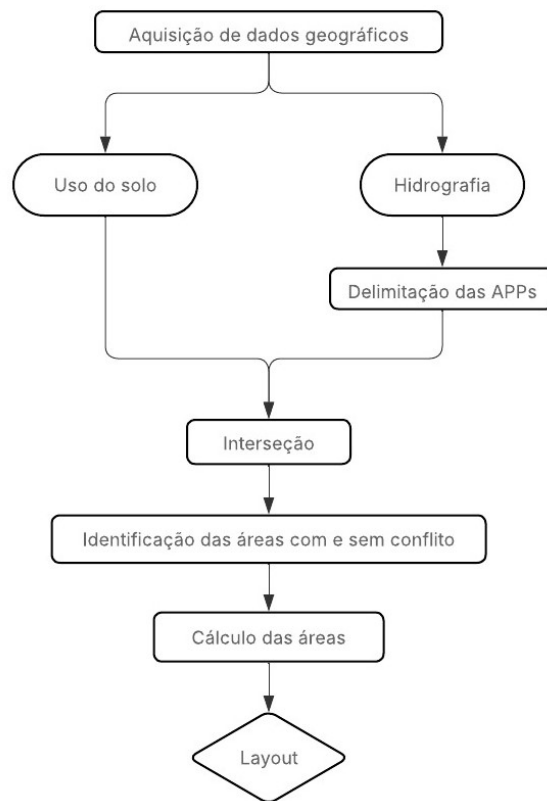 Aquisição de dados geográficos
Uso do solo
Hidrografia
Delimitação das APPs
Interseção
Identificação das áreas com e sem conflito
Cálculo das áreas
Layout